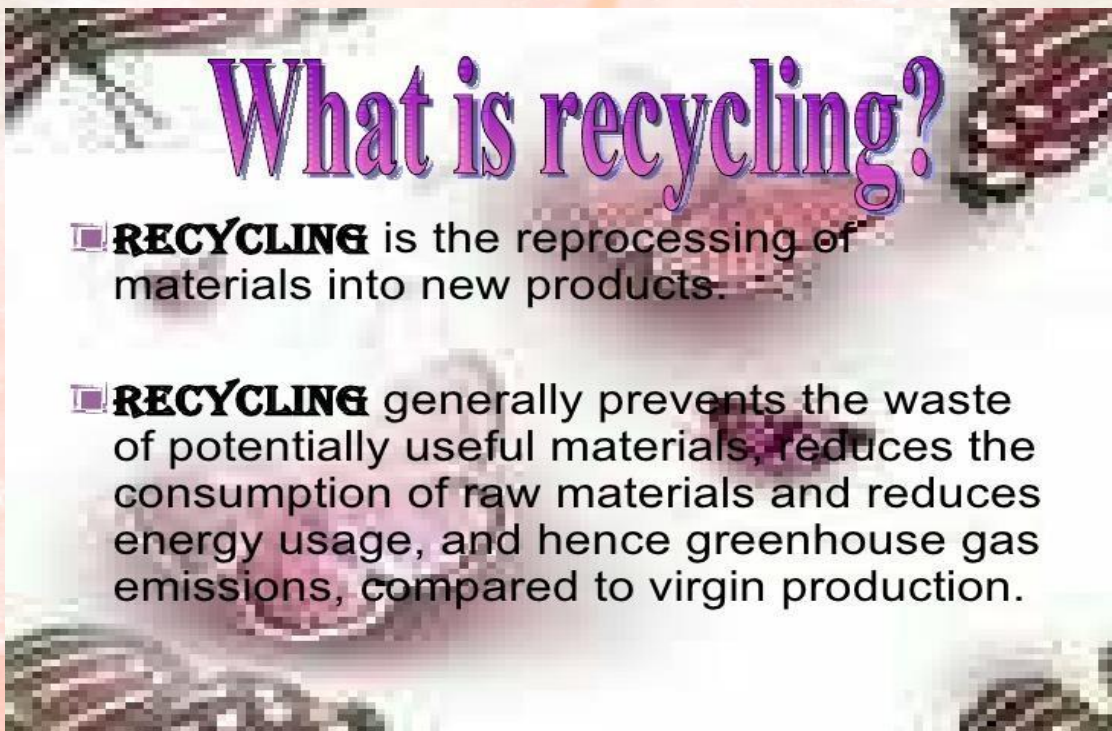 What is recycling?
RECYCLING is the reprocessing of
materials into new products.
RECYCLING generally prevents the waste
of potentially useful materials, reduces the
consumption of raw materials and reduces
energy usage, and hence greenhouse gas
emissions, compared to virgin production.